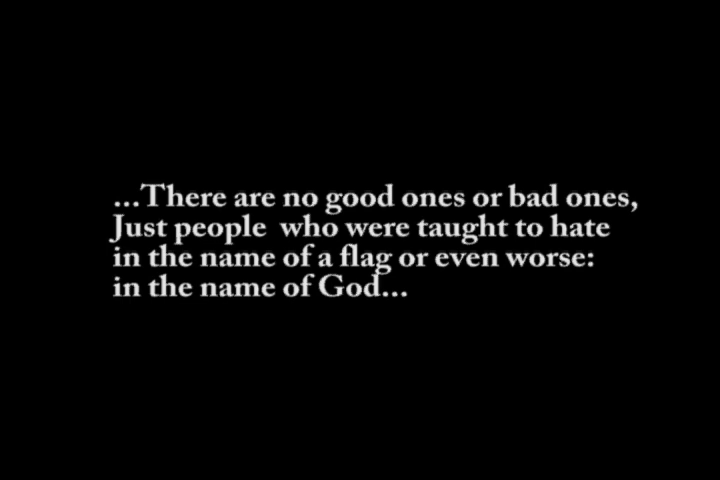 ...There are no good ones or bad ones,
Just people who were taught to hate
in the name of a flag or even worse:
in the name of God...